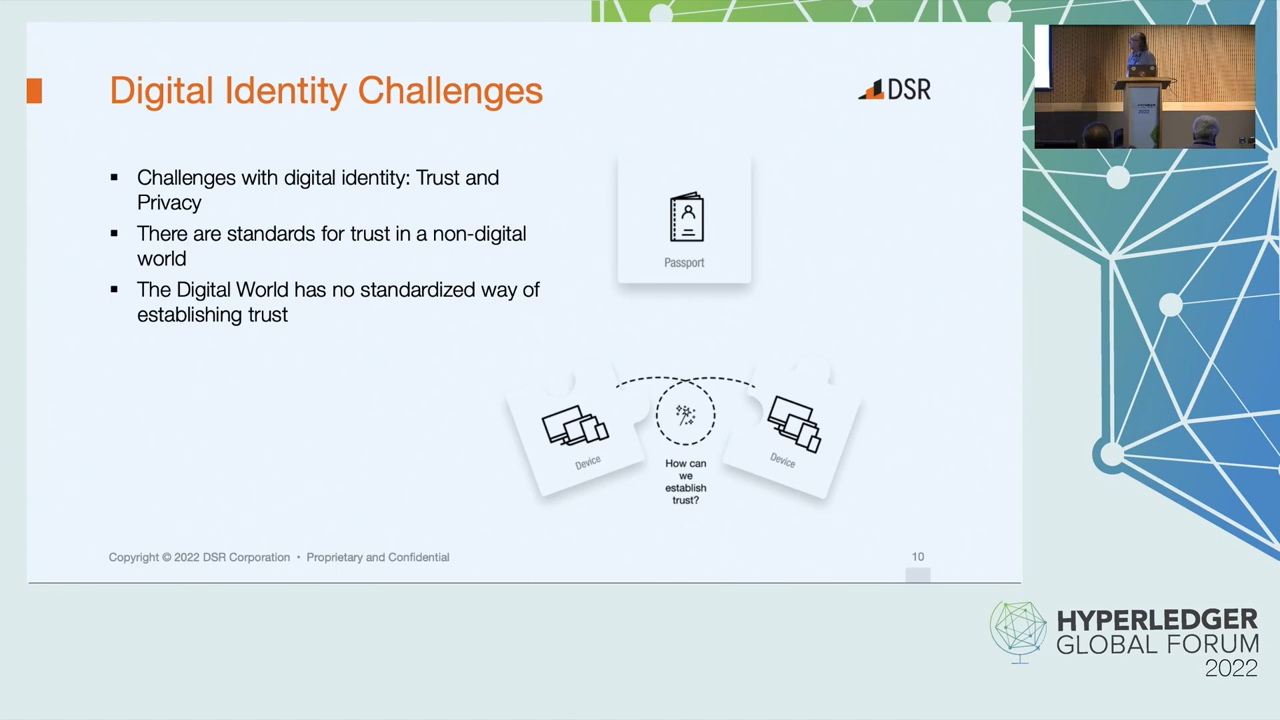 Digital Identity Challenges
DSR
▪ Challenges with digital identity: Trust and
Privacy
▪ There are standards for trust in a non-digital
world
▪ The Digital World has no standardized way of
establishing trust
Passport
Device
How can
we
establish
trust?
Device
Copyright © 2022 DSR Corporation • Proprietary and Confidential
10
HYPERLEDGER
GLOBAL FORUM
2022